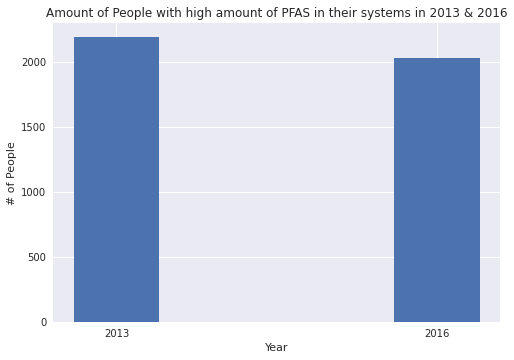 Amount of People with high amount of PFAS in their systems in 2013 & 2016
2000
1500
1000
500
0
# of People
2013 2016
Year